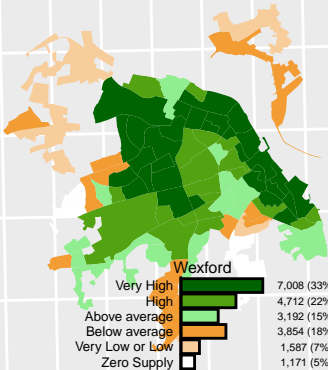 Wexford
Very High 7,008 (33%
High 4,712 (22%
Above average 3,192 (15%
Below average 3,854 (18%
Very Low or Low 1,587 (7%
Zero Supply 1,171 (5%